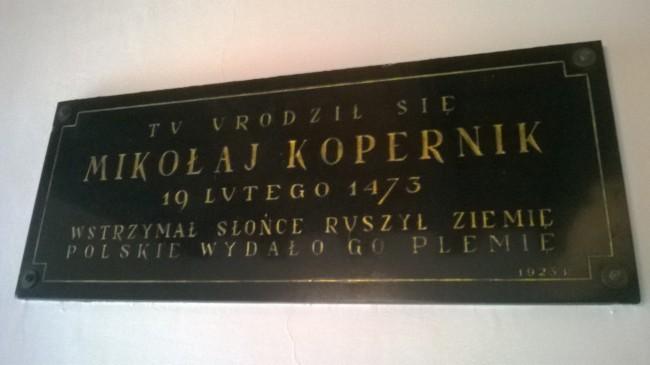 TV VRODZIŁ SIĘ
MIKOŁAJ KOPERNIK
19 LVTEGO 1473
WSTRZYMAŁ SŁOŃCE RVSZYŁ ZIEMIĘ
POLSKIE WYDAŁO GO PLEMIĘ
1923 r